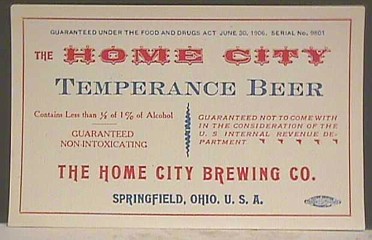 GUARANTEED UNDER THE FOOD AND DRUGS ACT JUNE 30, 1906. SERIAL No. 9801
THE HOME CITY
TEMPERANCE BEER
Contains Less than ½ of 1% of Alcohol
GUARANTEED
NON-INTOXICATING
GUARANTEED NOT TO COME WITH
IN THE CONSIDERATION OF THE
U. S INTERNAL REVENUE DE-
PARTMENT
THE HOME CITY BREWING CO.
SPRINGFIELD, OHIO. U. S. A.